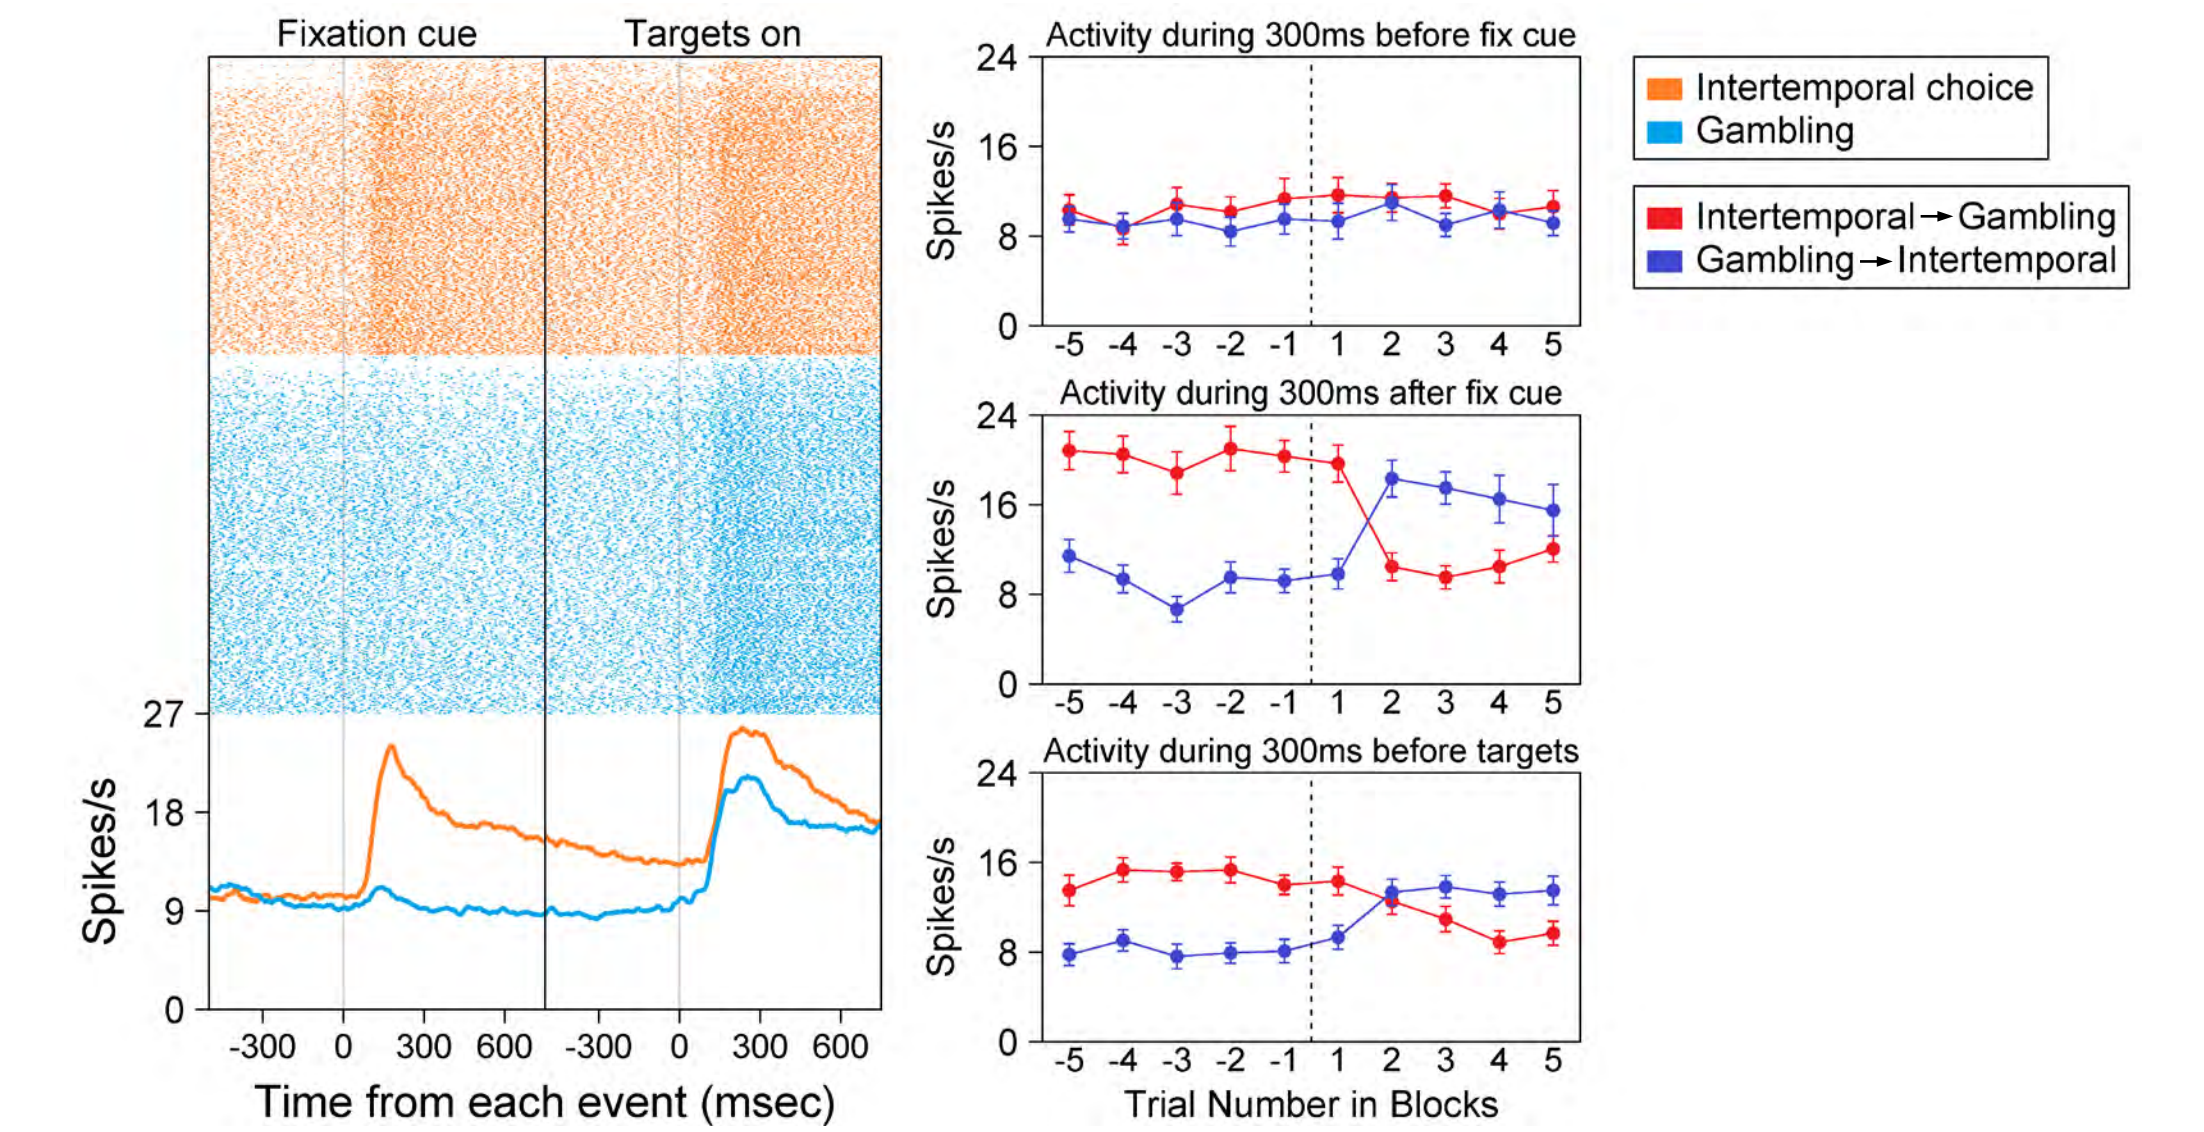 Fixation cue
Targets on
27
18
9
0
Spikes/s
-300 0 300 600 -300 0 300 600
Time from each event (msec)
Activity during 300ms before fix cue
24
16
8
0
Spikes/s
-5 -4 -3 -2 -1 1 2 3 4 5
Activity during 300ms after fix cue
24
16
8
0
Spikes/s
-5 -4 -3 -2 -1 1 2 3 4 5
Activity during 300ms before targets
24
16
8
0
Spikes/s
-5 -4 -3 -2 -1 1 2 3 4 5
Trial Number in Blocks
Intertemporal choice
Gambling
Intertemporal→Gambling
Gambling→Intertemporal